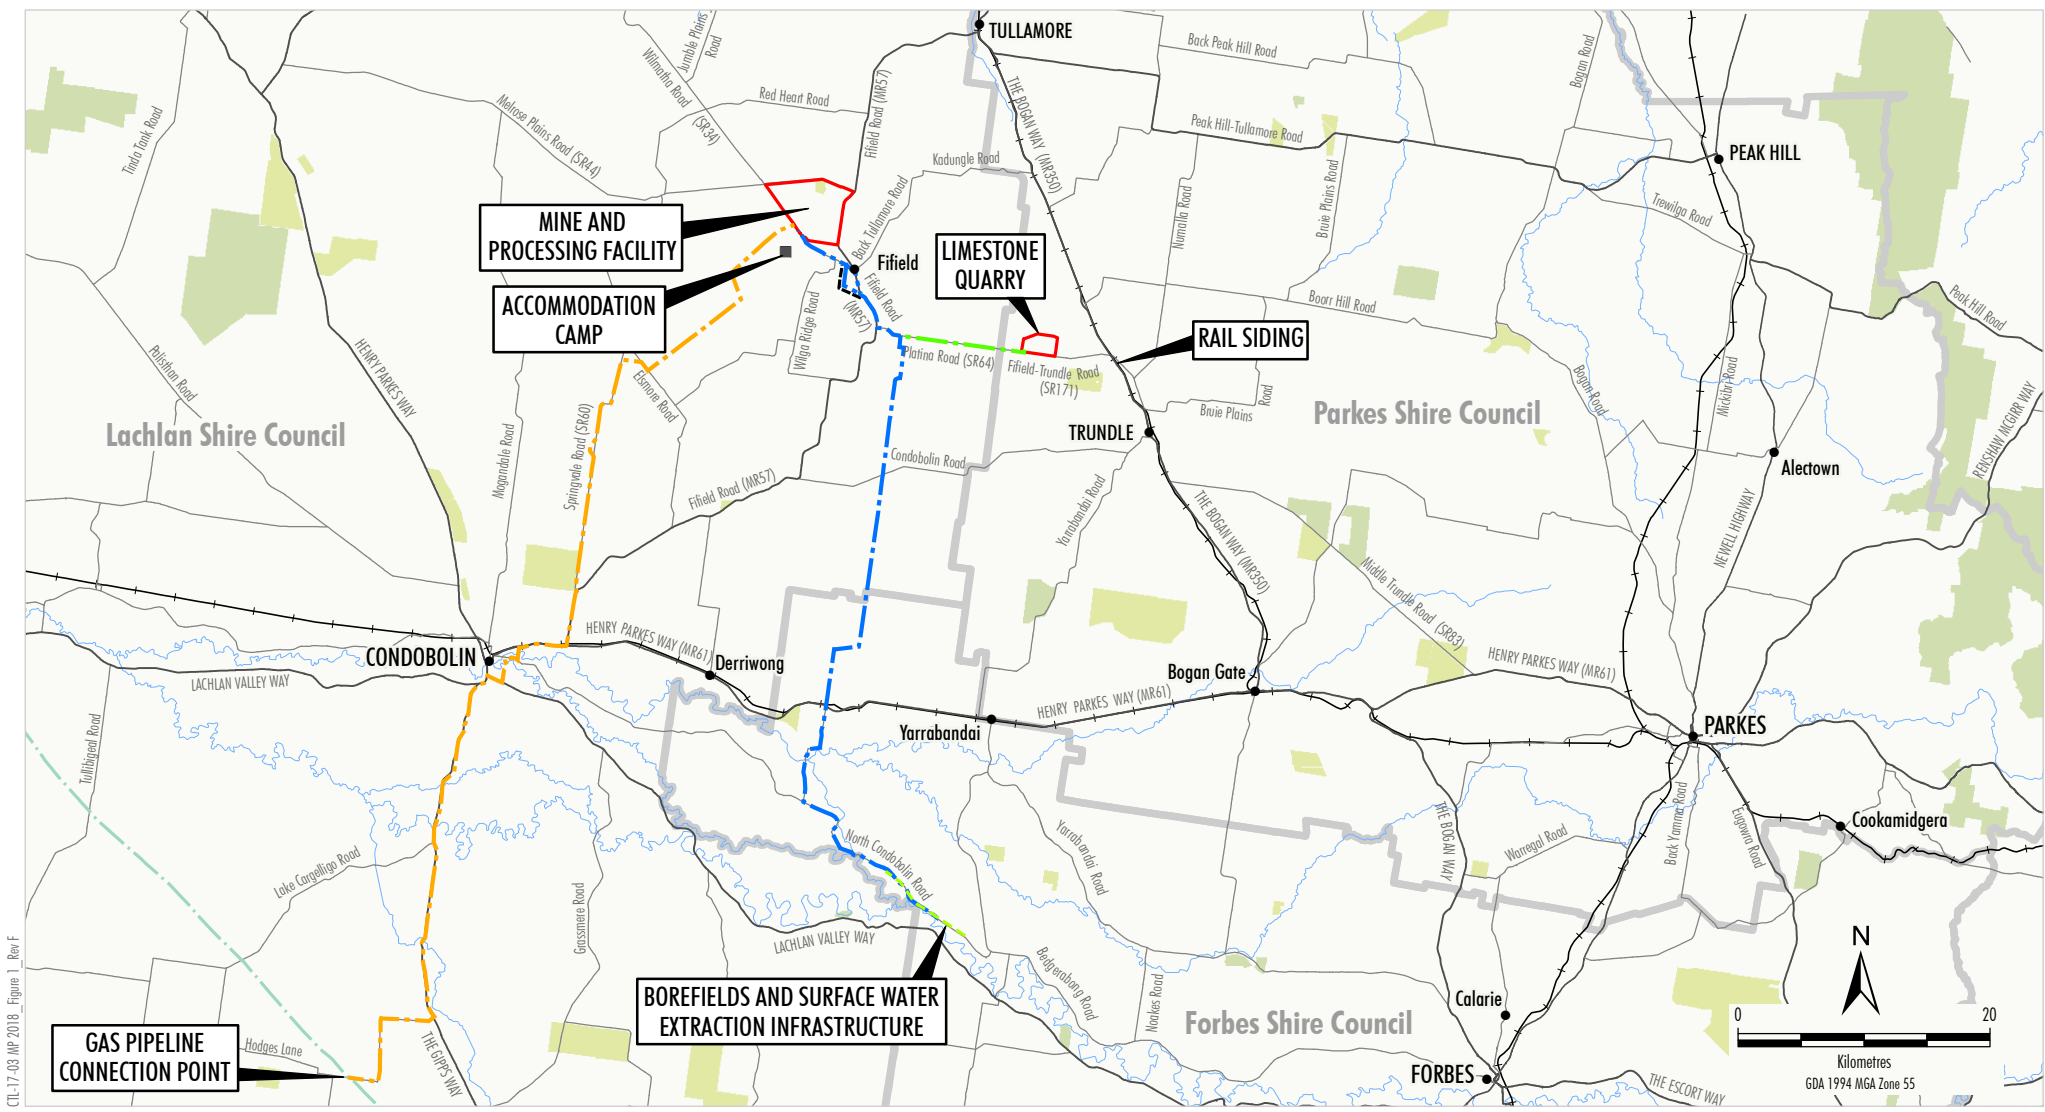 TULLAMORE
Jumble Plains
Road
Wilmatha Road
(SR34)
Back Peak Hill Road
Bogan Road
THE BOGAN WAY (MR350)
Red Heart Road
Fifield Road (MR57)
Melrose Plains Road (SR44)
Tinda Tank Road
Peak Hill-Tullamore Road
Kadungle Road
PEAK HILL
Bruie Plains Road
Numulla Road
Trewilga Road
Back Tullamore Road
MINE AND
PROCESSING FACILITY
LIMESTONE
QUARRY
Fifield
ACCOMMODATION
CAMP
Fifield Road
(MR57)
Wilga Ridge Road
Boorr Hill Road
Peak Hill Road
RAIL SIDING
Palisthan Road
HENRY PARKES WAY
Platina Road (SR64)
Fifield-Trundle Road
(SR171)
Elsmore Road
Bogan Road
Mickibri Road
Lachlan Shire Council
Parkes Shire Council
Bruie Plains
Road
TRUNDLE
Springvale Road (SR60)
Mogandale Road
Condobolin Road
Fifield Road (MR57)
Alectown
RENSHAW MCGIRR WAY
Yarrabandai Road
THE BOGAN WAY (MR350)
NEWELL HIGHWAY
Middle Trundle Road (SR83)
HENRY PARKES WAY (MR61)
CONDOBOLIN
Derriwong
LACHLAN VALLEY WAY
Bogan Gate
HENRY PARKES WAY (MR61)
HENRY PARKES WAY (MR61)
Yarrabandai
PARKES
Tullibigeal Road
THE BOGAN WAY
Back Yamma Road
Eugowra Road
Cookamidgera
Warregal Road
North Condobolin Road
Yarrabandai Road
Lake Cargelligo Road
Grassmere Road
LACHLAN VALLEY WAY
Bedgerabong Road
Noakes Road
BOREFIELDS AND SURFACE WATER
EXTRACTION INFRASTRUCTURE
Calarie
Forbes Shire Council
GAS PIPELINE
CONNECTION POINT
Hodges Lane
THE GIPPS WAY
FORBES
THE ESCORT WAY
N
0 20
Kilometres
GDA 1994 MGA Zone 55
CTL-17-03 MP 2018_Figure 1_Rev F